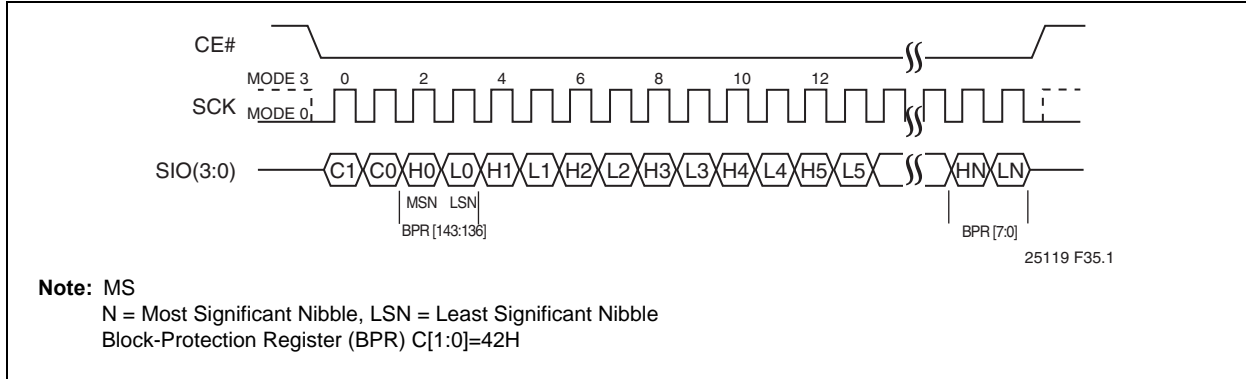 CE#
MODE 3 0 2 4 6 8 10 12
SCK MODE 0
SIO(3:0) C1 C0 H0 L0 H1 L1 H2 L2 H3 L3 H4 L4 H5 L5 HN LN
MSN LSN
BPR [143:136] BPR [7:0]
25119 F35.1
Note: MS
N = Most Significant Nibble, LSN = Least Significant Nibble
Block-Protection Register (BPR) C[1:0]=42H